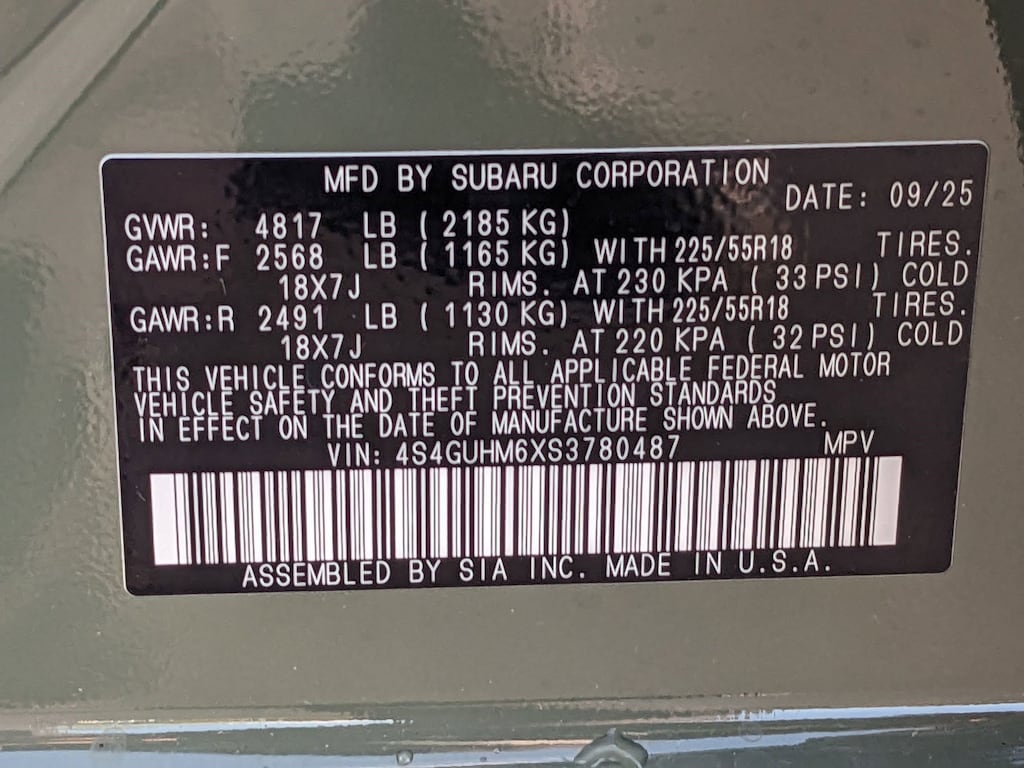 MFD BY SUBARU CORPORATION DATE: 09/25
GVWR: 4817 LB ( 2185 KG)
GAWR:F 2568 LB ( 1165 KG) WITH 225/55R18 TIRES.
18X7J RIMS. AT 230 KPA ( 33 PSI) COLD
GAWR:R 2491 LB ( 1130 KG) WITH 225/55R18 TIRES.
18X7J RIMS. AT 220 KPA ( 32 PSI) COLD
THIS VEHICLE CONFORMS TO ALL APPLICABLE FEDERAL MOTOR
VEHICLE SAFETY AND THEFT PREVENTION STANDARDS
IN EFFECT ON THE DATE OF MANUFACTURE SHOWN ABOVE.
VIN: 4S4GUHM6XS3780487 MPV
ASSEMBLED BY SIA INC. MADE IN U.S.A.